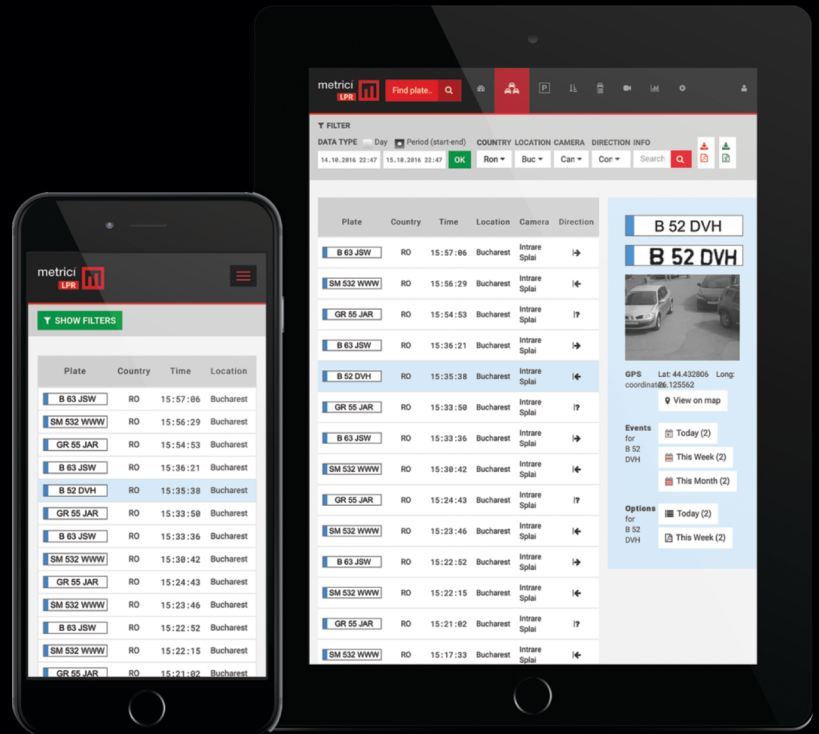 metrici
LPR
SHOW FILTERS
Plate Country Time Location
B 63 JSW RO 15:57:06 Bucharest
SM 532 WWW RO 15:56:29 Bucharest
GR 55 JAR RO 15:54:53 Bucharest
B 63 JSW RO 15:36:21 Bucharest
B 52 DVH RO 15:35:38 Bucharest
GR 55 JAR RO 15:33:50 Bucharest
B 63 JSW RO 15:33:36 Bucharest
SM 532 WWW RO 15:30:42 Bucharest
GR 55 JAR RO 15:24:43 Bucharest
SM 532 WWW RO 15:23:46 Bucharest
B 63 JSW RO 15:22:52 Bucharest
SM 532 WWW RO 15:22:15 Bucharest
GR 55 JAR RO 15:21:02 Bucharest
metrici
LPR
Find plate..
P
FILTER
DATA TYPE Day Period (start-end) COUNTRY LOCATION CAMERA DIRECTION INFO
14.10.2016 22:47 15.10.2016 22:47 OK Ron Buc Can Cor Search
Plate Country Time Location Camera Direction
B 63 JSW RO 15:57:06 Bucharest Intrare
Splai
SM 532 WWW RO 15:56:29 Bucharest Intrare
Splai
GR 55 JAR RO 15:54:53 Bucharest Intrare ?
Splai
B 63 JSW RO 15:36:21 Bucharest Intrare
Splai
B 52 DVH RO 15:35:38 Bucharest Intrare
Splai
GR 55 JAR RO 15:33:50 Bucharest Intrare ?
Splai
B 63 JSW RO 15:33:36 Bucharest Intrare
Splai
SM 532 WWW RO 15:30:42 Bucharest Intrare
Splai
GR 55 JAR RO 15:24:43 Bucharest Intrare ?
Splai
SM 532 WWW RO 15:23:46 Bucharest Intrare
Splai
B 63 JSW RO 15:22:52 Bucharest Intrare
Splai
SM 532 WWW RO 15:22:15 Bucharest Intrare
Splai
GR 55 JAR RO 15:21:02 Bucharest Intrare ?
Splai
SM 532 WWW RO 15:17:33 Bucharest Intrare
Splai
B 52 DVH
B 52 DVH
GPS Lat: 44.432806 Long:
coordinates 26.125562
View on map
Events
for
B 52
DVH
Today (2)
This Week (2)
This Month (2)
Options
for
B 52
DVH
Today (2)
This Week (2)